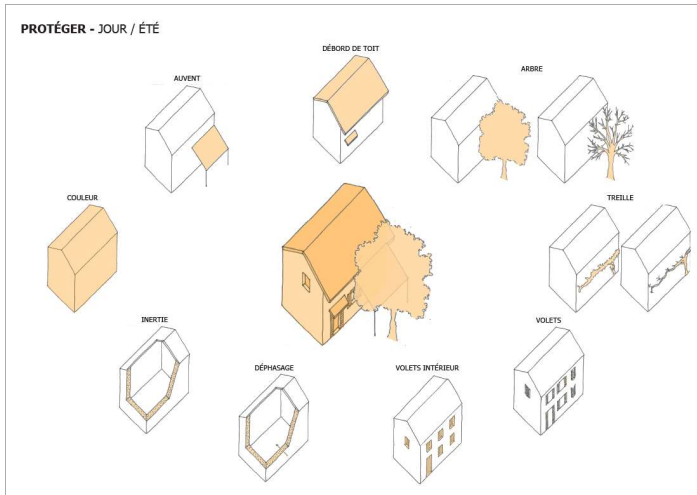 PROTÉGER - JOUR / ÉTÉ
DÉBORD DE TOIT
ARBRE
AUVENT
COULEUR
TREILLE
INERTIE
VOLETS
DÉPHASAGE
VOLETS INTÉRIEUR